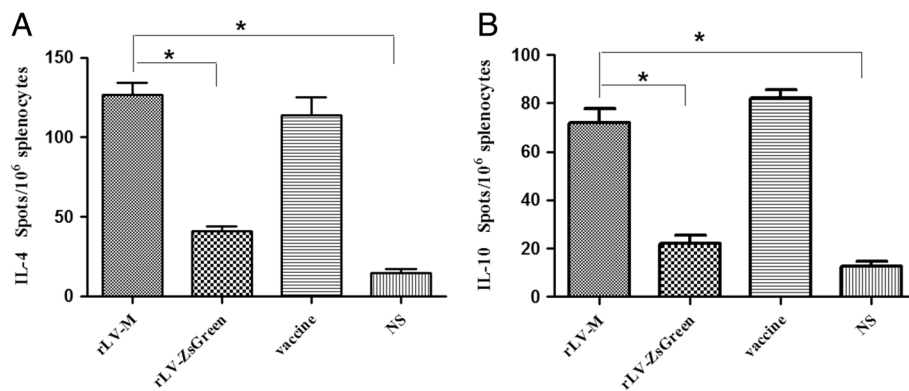 A
IL-4 Spots/10⁶ splenocytes
150
100
50
0
*
*
rLV-M
rLV-ZsGreen
vaccine
NS
B
IL-10 Spots/10⁶ splenocytes
100
80
60
40
20
0
*
*
rLV-M
rLV-ZsGreen
vaccine
NS